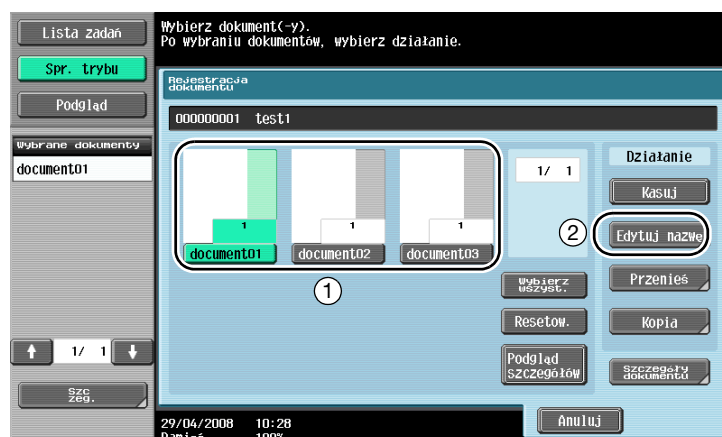 Lista zadań
Spr. trybu
Podgląd
Wybrane dokumenty
document01
1/ 1
Szc
zeg.
Wybierz dokument(-y).
Po wybraniu dokumentów, wybierz działanie.
Rejestracja
dokumentu
000000001 test1
1
document01
1
document02
1
document03
1
1/ 1
Wybierz
wszyst.
Resetow.
Podgląd
szczegółów
Działanie
Kasuj
2
Edytuj nazwę
Przenieś
Kopia
Szczegóły
dokumentu
Anuluj
29/04/2008 10:28
Pamięć 100%